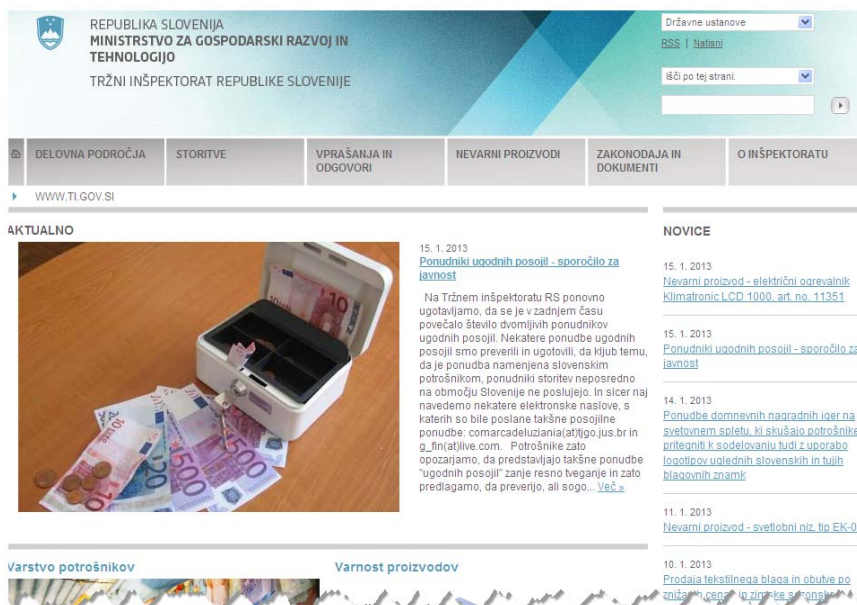 REPUBLIKA SLOVENIJA
MINISTRSTVO ZA GOSPODARSKI RAZVOJ IN
TEHNOLOGIJO
TRŽNI INŠPEKTORAT REPUBLIKE SLOVENIJE
Državne ustanove
RSS | Natisni
Išči po tej strani:
DELOVNA PODROČJA
STORITVE
VPRAŠANJA IN
ODGOVORI
NEVARNI PROIZVODI
ZAKONODAJA IN
DOKUMENTI
O INŠPEKTORATU
WWW.TI.GOV.SI
AKTUALNO
15. 1. 2013
Ponudniki ugodnih posojil - sporočilo za
javnost
Na Tržnem inšpektoratu RS ponovno
ugotavljamo, da se je v zadnjem času
povečalo število dvomljivih ponudnikov
ugodnih posojil. Nekatere ponudbe ugodnih
posojil smo preverili in ugotovili, da kljub temu,
da je ponudba namenjena slovenskim
potrošnikom, ponudniki storitev neposredno
na območju Slovenije ne poslujejo. In sicer naj
navedemo nekatere elektronske naslove, s
katerih so bile poslane takšne posojilne
ponudbe: comarcadeluziania(at)tjgo.jus.br in
g_fin(at)live.com. Potrošnike zato
opozarjamo, da predstavljajo takšne ponudbe
"ugodnih posojil" zanje resno tveganje in zato
predlagamo, da preverijo, ali sogo... Več »
NOVICE
15. 1. 2013
Nevarni proizvod - električni ogrevalnik
Klimatronic LCD 1000, art. no. 11351
15. 1. 2013
Ponudniki ugodnih posojil - sporočilo za
javnost
14. 1. 2013
Ponudbe domnevnih nagradnih iger na
svetovnem spletu, ki skušajo potrošnike
pritegniti k sodelovanju tudi z uporabo
logotipov uglednih slovenskih in tujih
blagovnih znamk
11. 1. 2013
Nevarni proizvod - svetlobni niz, tip EK-0
10. 1. 2013
Prodaja tekstilnega blaga in obutve po
Varstvo potrošnikov
Varnost proizvodov